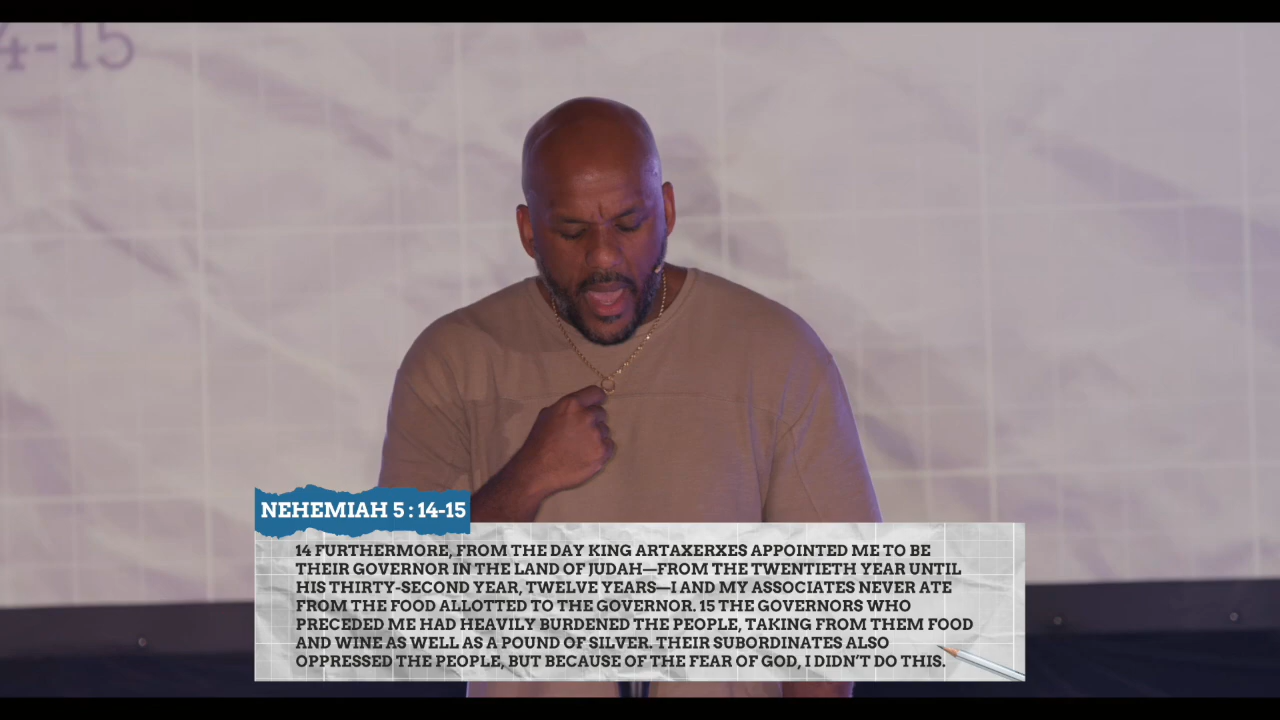 4-15
NEHEMIAH 5 : 14-15
14 FURTHERMORE, FROM THE DAY KING ARTAXERXES APPOINTED ME TO BE
THEIR GOVERNOR IN THE LAND OF JUDAH—FROM THE TWENTIETH YEAR UNTIL
HIS THIRTY-SECOND YEAR, TWELVE YEARS—I AND MY ASSOCIATES NEVER ATE
FROM THE FOOD ALLOTTED TO THE GOVERNOR. 15 THE GOVERNORS WHO
PRECEDED ME HAD HEAVILY BURDENED THE PEOPLE, TAKING FROM THEM FOOD
AND WINE AS WELL AS A POUND OF SILVER. THEIR SUBORDINATES ALSO
OPPRESSED THE PEOPLE, BUT BECAUSE OF THE FEAR OF GOD, I DIDN'T DO THIS.